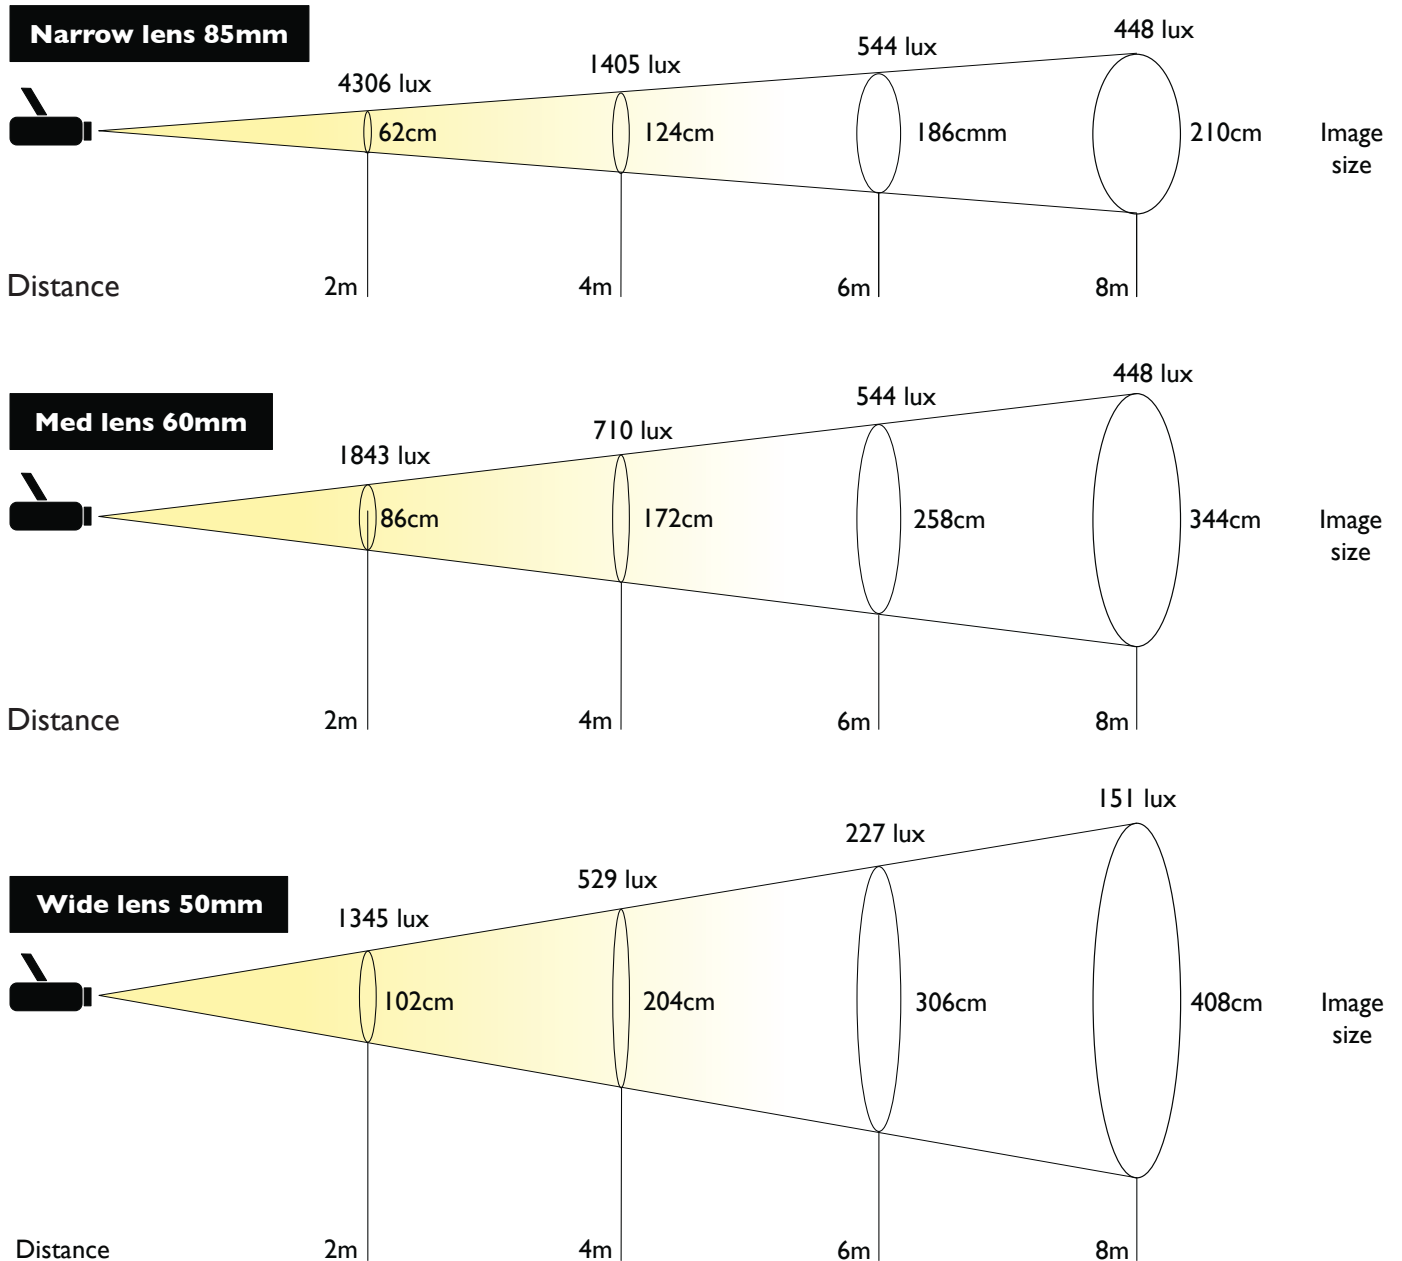 Narrow lens 85mm
448 lux
544 lux
1405 lux
4306 lux
62cm
124cm
186cmm
210cm
Image
size
Distance
2m
4m
6m
8m
Med lens 60mm
448 lux
544 lux
710 lux
1843 lux
86cm
172cm
258cm
344cm
Image
size
Distance
2m
4m
6m
8m
151 lux
227 lux
529 lux
Wide lens 50mm
1345 lux
102cm
204cm
306cm
408cm
Image
size
Distance
2m
4m
6m
8m